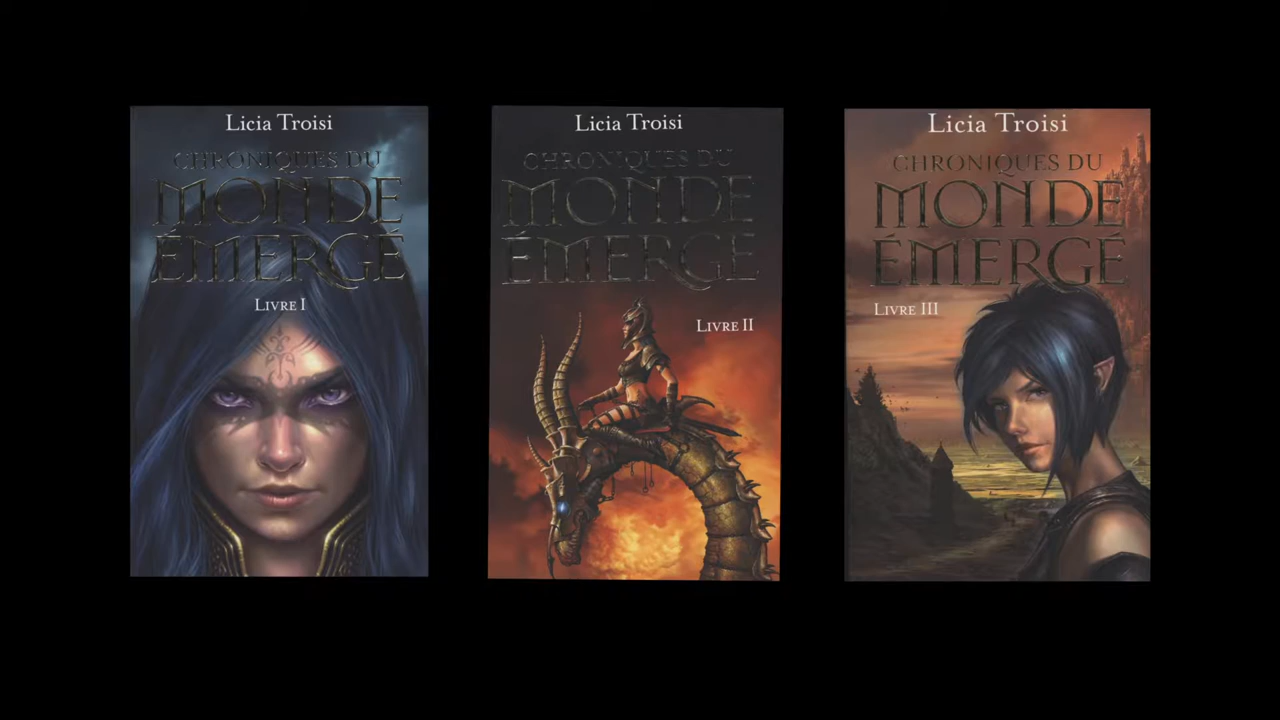 Licia Troisi
CHRONIQUES DU
MONDE
ÉMERGÉ
LIVRE I
Licia Troisi
CHRONIQUES DU
MONDE
ÉMERGÉ
LIVRE II
Licia Troisi
CHRONIQUES DU
MONDE
ÉMERGÉ
LIVRE III